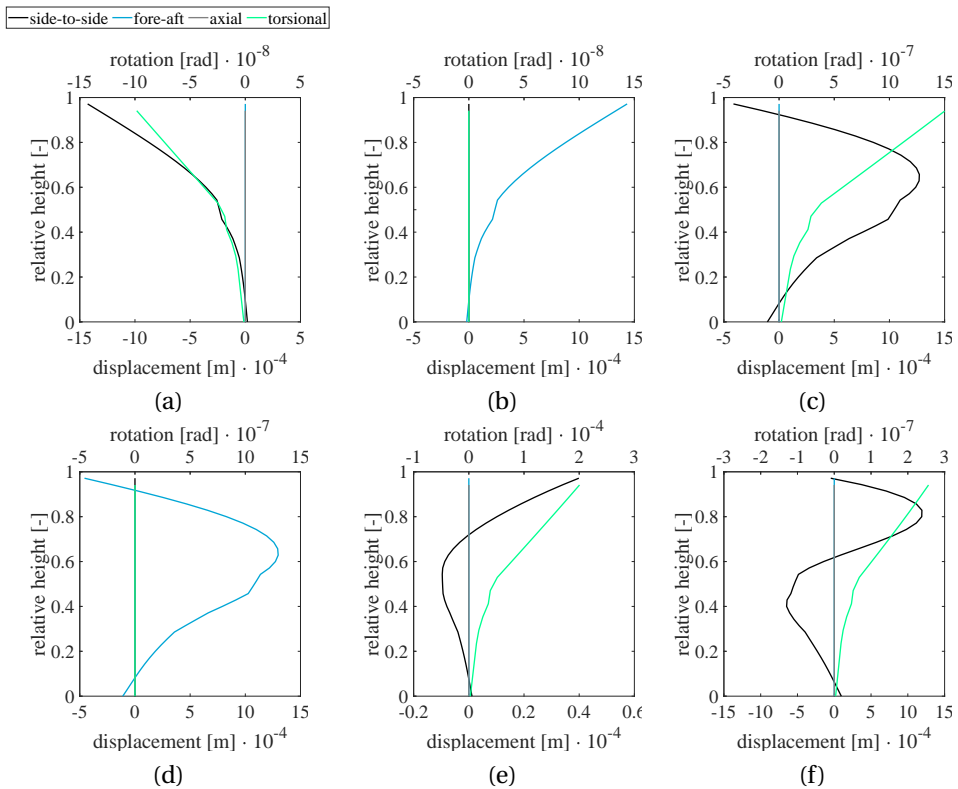 side-to-side fore-aft axial torsional
rotation [rad] · 10^-8 rotation [rad] · 10^-8 rotation [rad] · 10^-7
-15 -10 -5 0 5 -5 0 5 10 15 -5 0 5 10 15
1 1 1
0.8 0.8 0.8
0.6 0.6 0.6
0.4 0.4 0.4
0.2 0.2 0.2
0 0 0
relative height [-] relative height [-] relative height [-]
-15 -10 -5 0 5 -5 0 5 10 15 -5 0 5 10 15
displacement [m] · 10^-4 displacement [m] · 10^-4 displacement [m] · 10^-4
(a) (b) (c)
rotation [rad] · 10^-7 rotation [rad] · 10^-4 rotation [rad] · 10^-7
-5 0 5 10 15 -1 0 1 2 3 -3 -2 -1 0 1 2 3
1 1 1
0.8 0.8 0.8
0.6 0.6 0.6
0.4 0.4 0.4
0.2 0.2 0.2
0 0 0
relative height [-] relative height [-] relative height [-]
-5 0 5 10 15 -0.2 0 0.2 0.4 0.6 -15 -10 -5 0 5 10 15
displacement [m] · 10^-4 displacement [m] · 10^-4 displacement [m] · 10^-4
(d) (e) (f)